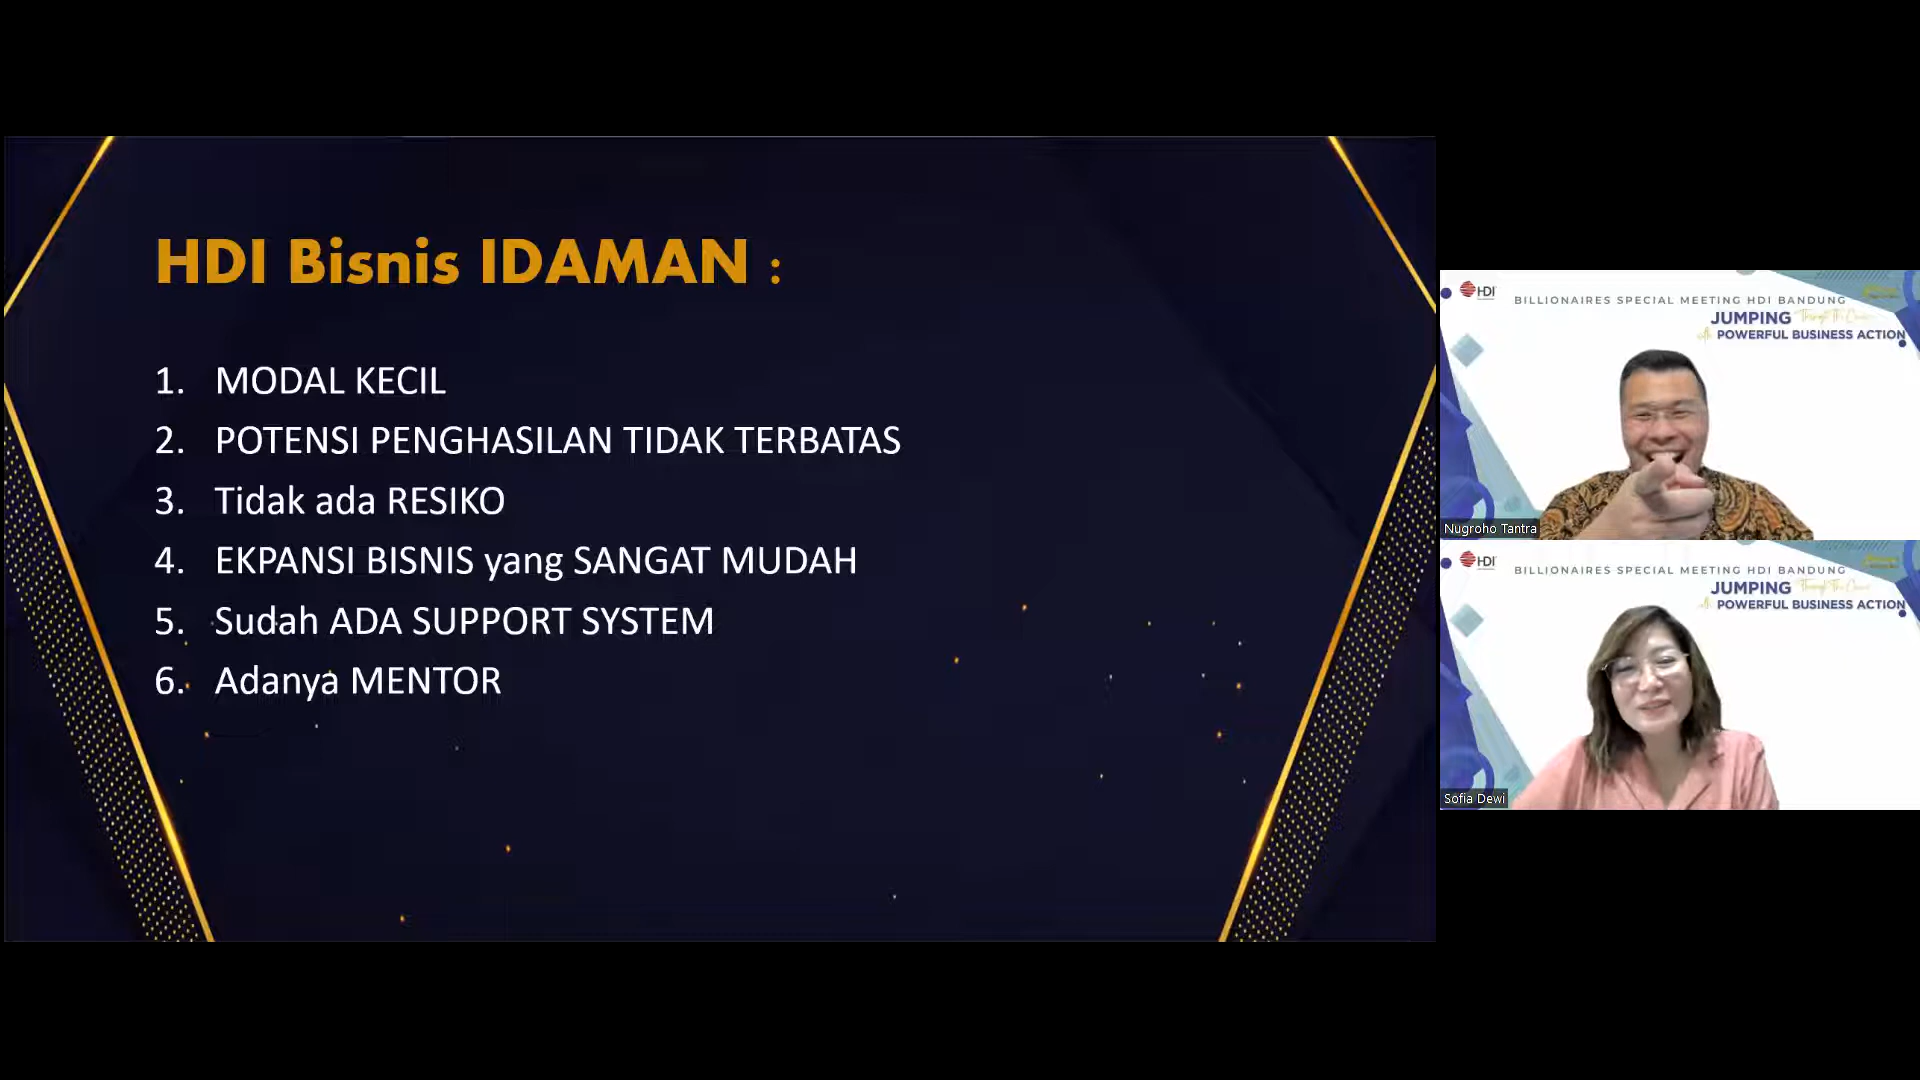 HDI Bisnis IDAMAN :
1. MODAL KECIL
2. POTENSI PENGHASILAN TIDAK TERBATAS
3. Tidak ada RESIKO
4. EKPANSI BISNIS yang SANGAT MUDAH
5. Sudah ADA SUPPORT SYSTEM
6. Adanya MENTOR
HDI
BILLIONAIRES SPECIAL MEETING HDI BANDUNG
JUMPING
POWERFUL BUSINESS ACTION
Nugroho Tantra
HDI
BILLIONAIRES SPECIAL MEETING HDI BANDUNG
JUMPING
POWERFUL BUSINESS ACTION
Sofia Dewi